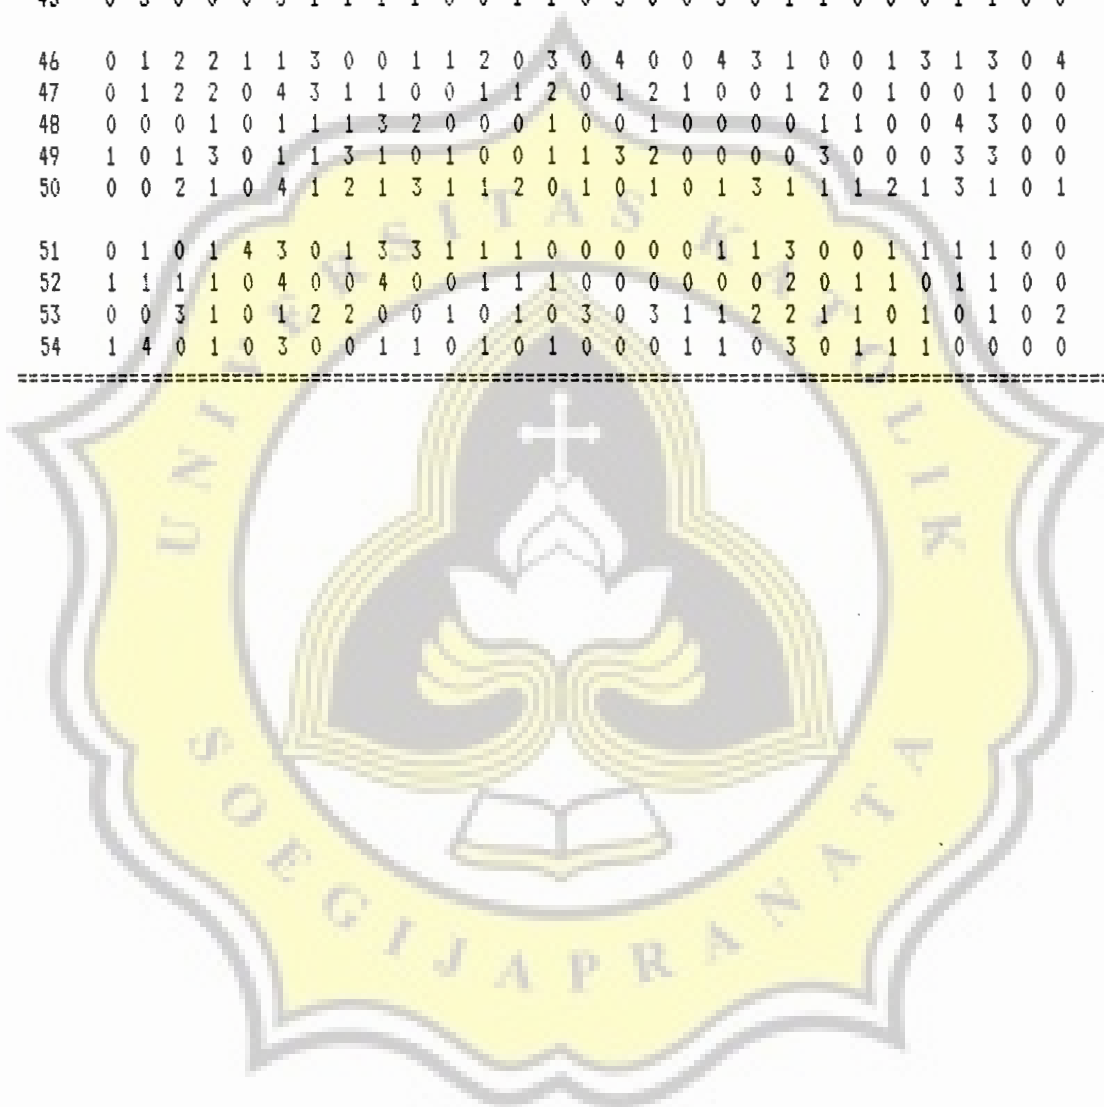 46 0 1 2 2 1 1 3 0 0 1 1 2 0 3 0 4 0 0 4 3 1 0 0 1 3 1 3 0 4
47 0 1 2 2 0 4 3 1 1 0 0 1 1 2 0 1 2 1 0 0 1 2 0 1 0 0 1 0 0
48 0 0 0 1 0 1 1 1 3 2 0 0 0 1 0 0 1 0 0 0 0 1 1 0 0 4 3 0 0
49 1 0 1 3 0 1 1 3 1 0 1 0 0 1 1 3 2 0 0 0 0 3 0 0 0 3 3 0 0
50 0 0 2 1 0 4 1 2 1 3 1 1 2 0 1 0 1 0 1 3 1 1 1 2 1 3 1 0 1
51 0 1 0 1 4 3 0 1 3 3 1 1 1 0 0 0 0 0 1 1 3 0 0 1 1 1 1 0 0
52 1 1 1 1 0 4 0 0 4 0 0 1 1 1 0 0 0 0 0 0 2 0 1 1 0 1 1 0 0
53 0 0 3 1 0 1 2 2 0 0 1 0 1 0 3 0 3 1 1 2 2 1 1 0 1 0 1 0 2
54 1 4 0 1 0 3 0 0 1 1 0 1 0 1 0 0 0 1 1 0 3 0 1 1 1 0 0 0 0
UNIVERSITAS KATOLIK
SOEGIJAPRANATA